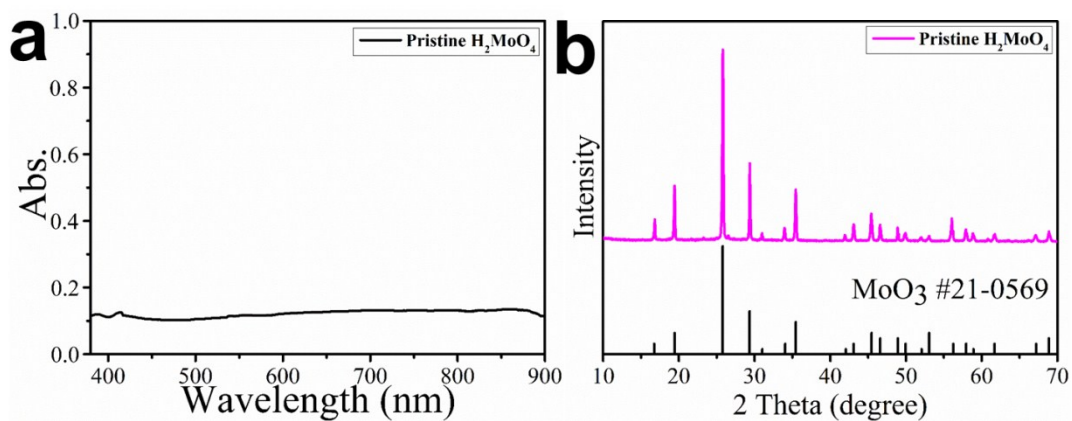 a
Pristine H₂MoO₄
1.0
0.8
0.6
0.4
0.2
0.0
Abs.
400 500 600 700 800 900
Wavelength (nm)
b
Pristine H₂MoO₄
Intensity
MoO₃ #21-0569
10 20 30 40 50 60 70
2 Theta (degree)